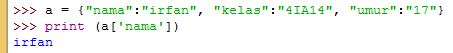 >>> a = {"nama":"irfan", "kelas":"4IA14", "umur":"17"}
>>> print (a['nama'])
irfan